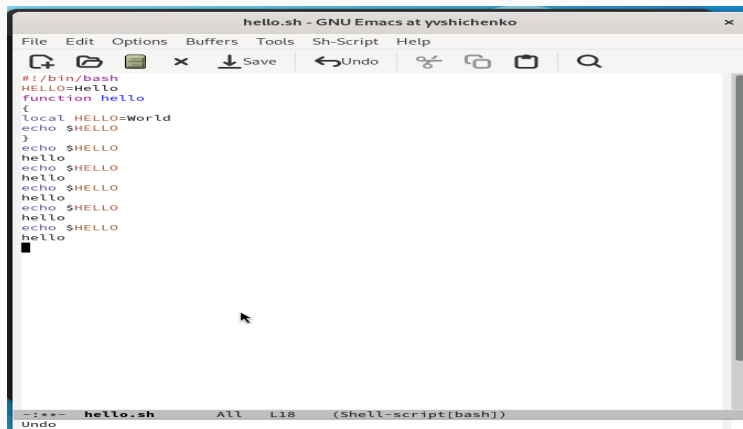 hello.sh - GNU Emacs at yvshichenko
File Edit Options Buffers Tools Sh-Script Help
Save Undo
#!/bin/bash
HELLO=Hello
function hello
{
local HELLO=World
echo $HELLO
}
echo $HELLO
hello
echo $HELLO
hello
echo $HELLO
hello
echo $HELLO
hello
echo $HELLO
hello
-:**- hello.sh All L18 (Shell-script[bash])
Undo